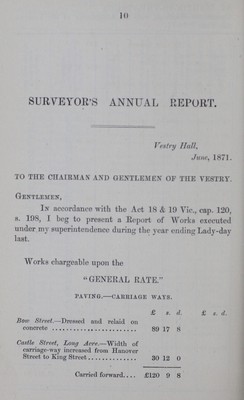 10
SURVEYOR'S ANNUAL REPORT.
Vestry Hall,
June, 1871.
TO THE CHAIRMAN AND GENTLEMEN OF THE VESTRY.
GENTLEMEN,
IN accordance with the Act 18 & 19 Vic., cap. 120,
s. 198, I beg to present a Report of Works executed
under my superintendence during the year ending Lady-day
last.
Works chargeable upon the
"GENERAL RATE."
PAVING.—CARRIAGE WAYS.
£ s. d. £ s. d.
Bow Street.—Dressed and relaid on
concrete .................... 89 17 8
Castle Street, Long Acre.—Width of
carriage-way increased from Hanover
Street to King Street.............. 30 12 0
Carried forward.... £120 9 8